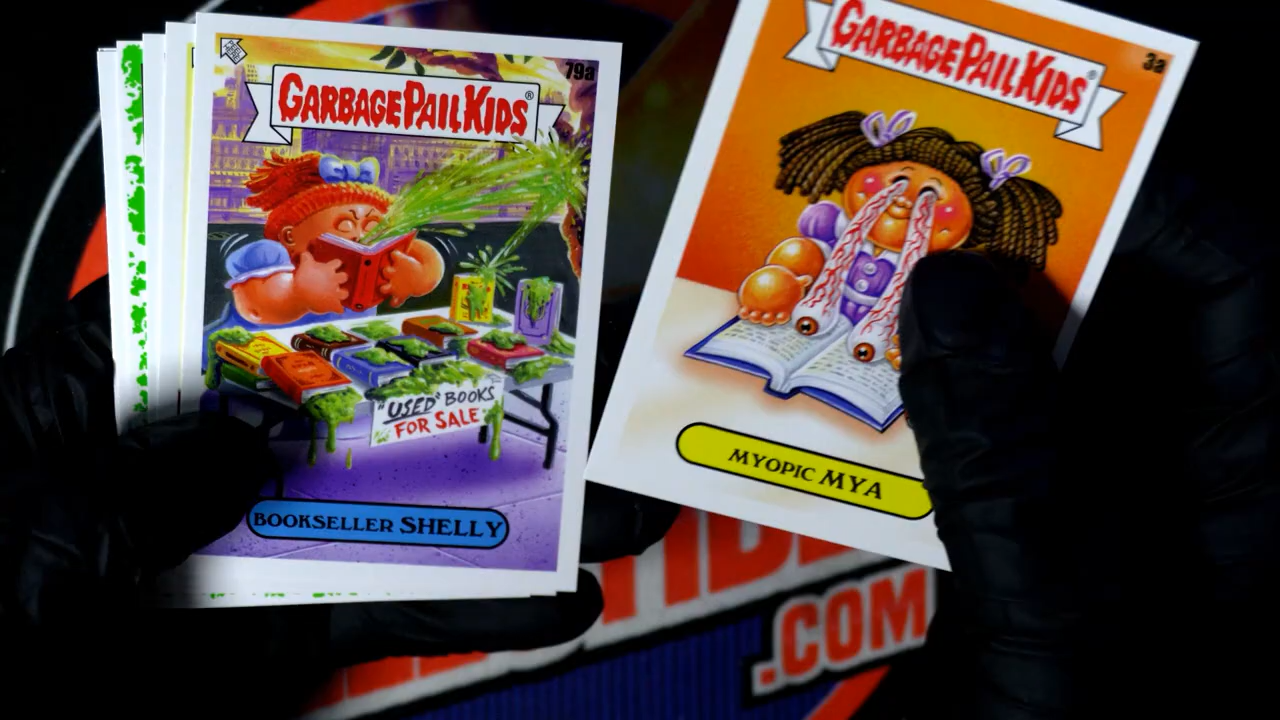 79a
GARBAGE PAIL KIDS®
"USED" BOOKS
FOR SALE
BOOKSELLER SHELLY
3a
GARBAGE PAIL KIDS®
MYOPIC MYA
.COM